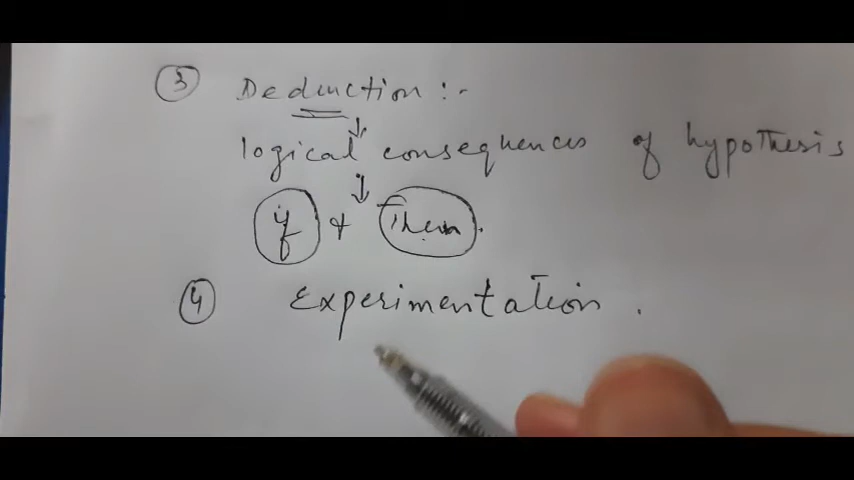 ③ Deduction :-
↓
logical consequences of hypothesis
↓
if & Then.
④ Experimentation .